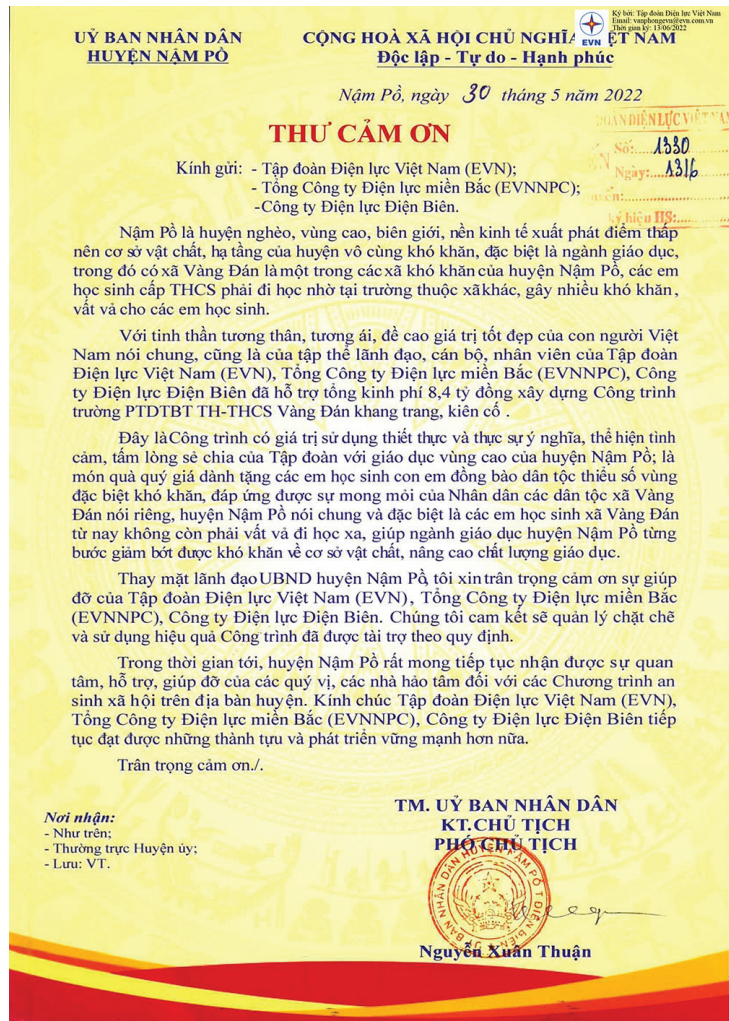 Ký bởi: Tập đoàn Điện lực Việt Nam
Email: vanphongevn@evn.com.vn
Thời gian ký: 13/06/2022
EVN
UỶ BAN NHÂN DÂN
HUYỆN NẬM PỒ
CỘNG HOÀ XÃ HỘI CHỦ NGHĨA VIỆT NAM
Độc lập - Tự do - Hạnh phúc
Nậm Pồ, ngày 30 tháng 5 năm 2022
ĐOÀN ĐIỆN LỰC VIỆT NAM
Số: 1330
Ngày: 13/6
ký hiệu HS:
THƯ CẢM ƠN
Kính gửi: - Tập đoàn Điện lực Việt Nam (EVN);
- Tổng Công ty Điện lực miền Bắc (EVNNPC);
-Công ty Điện lực Điện Biên.
Nậm Pồ là huyện nghèo, vùng cao, biên giới, nền kinh tế xuất phát điểm thấp
nên cơ sở vật chất, hạ tầng của huyện vô cùng khó khăn, đặc biệt là ngành giáo dục,
trong đó có xã Vàng Đán là một trong các xã khó khăn của huyện Nậm Pồ, các em
học sinh cấp THCS phải đi học nhờ tại trường thuộc xã khác, gây nhiều khó khăn,
vất vả cho các em học sinh.
Với tinh thần tương thân, tương ái, đề cao giá trị tốt đẹp của con người Việt
Nam nói chung, cũng là của tập thể lãnh đạo, cán bộ, nhân viên của Tập đoàn
Điện lực Việt Nam (EVN), Tổng Công ty Điện lực miền Bắc (EVNNPC), Công
ty Điện lực Điện Biên đã hỗ trợ tổng kinh phí 8,4 tỷ đồng xây dựng Công trình
trường PTDTBT TH-THCS Vàng Đán khang trang, kiên cố .
Đây là Công trình có giá trị sử dụng thiết thực và thực sự ý nghĩa, thể hiện tình
cảm, tấm lòng sẻ chia của Tập đoàn với giáo dục vùng cao của huyện Nậm Pồ; là
món quà quý giá dành tặng các em học sinh con em đồng bào dân tộc thiểu số vùng
đặc biệt khó khăn, đáp ứng được sự mong mỏi của Nhân dân các dân tộc xã Vàng
Đán nói riêng, huyện Nậm Pồ nói chung và đặc biệt là các em học sinh xã Vàng Đán
từ nay không còn phải vất vả đi học xa, giúp ngành giáo dục huyện Nậm Pồ từng
bước giảm bớt được khó khăn về cơ sở vật chất, nâng cao chất lượng giáo dục.
Thay mặt lãnh đạo UBND huyện Nậm Pồ, tôi xin trân trọng cảm ơn sự giúp
đỡ của Tập đoàn Điện lực Việt Nam (EVN), Tổng Công ty Điện lực miền Bắc
(EVNNPC), Công ty Điện lực Điện Biên. Chúng tôi cam kết sẽ quản lý chặt chẽ
và sử dụng hiệu quả Công trình đã được tài trợ theo quy định.
Trong thời gian tới, huyện Nậm Pồ rất mong tiếp tục nhận được sự quan
tâm, hỗ trợ, giúp đỡ của các quý vị, các nhà hảo tâm đối với các Chương trình an
sinh xã hội trên địa bàn huyện. Kính chúc Tập đoàn Điện lực Việt Nam (EVN),
Tổng Công ty Điện lực miền Bắc (EVNNPC), Công ty Điện lực Điện Biên tiếp
tục đạt được những thành tựu và phát triển vững mạnh hơn nữa.
Trân trọng cảm ơn./.
Nơi nhận:
- Như trên;
- Thường trực Huyện ủy;
- Lưu: VT.
TM. UỶ BAN NHÂN DÂN
KT. CHỦ TỊCH
PHÓ CHỦ TỊCH
UỶ BAN NHÂN DÂN HUYỆN NẬM PỒ T ĐIỆN BIÊN
Nguyễn Xuân Thuận